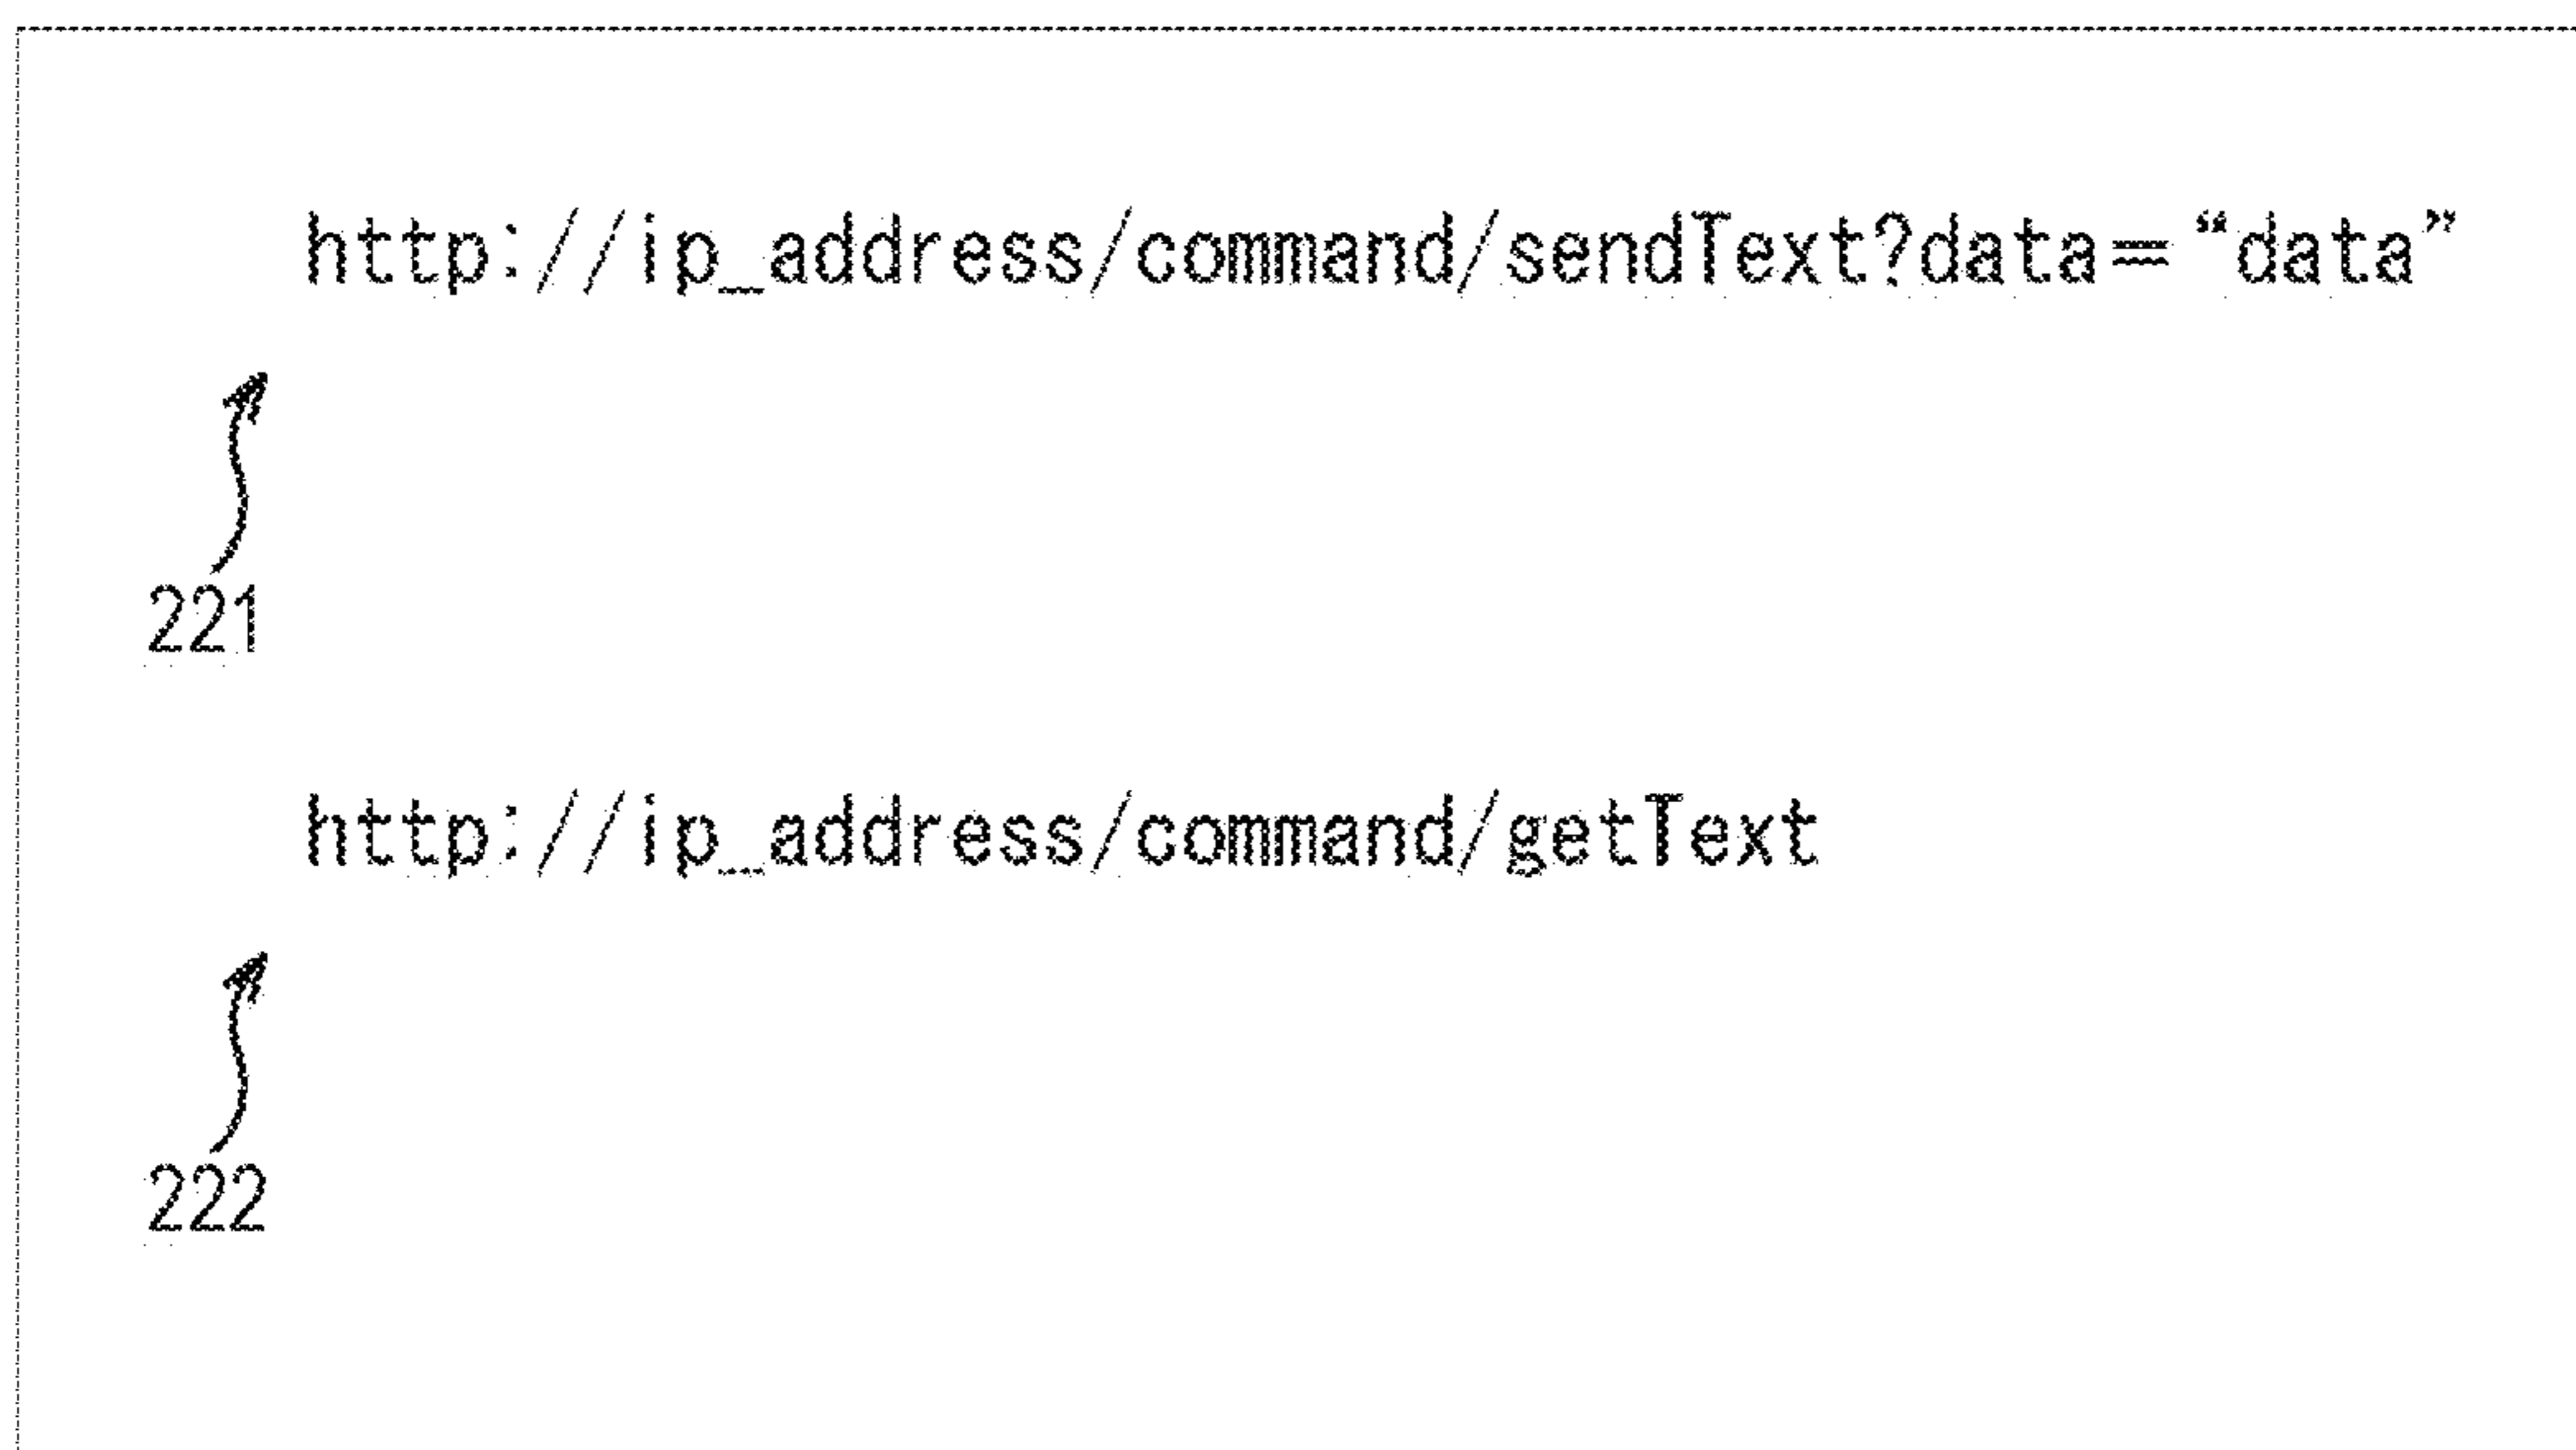 http://ip_address/command/sendText?data=“data”
221
http://ip_address/command/getText
222